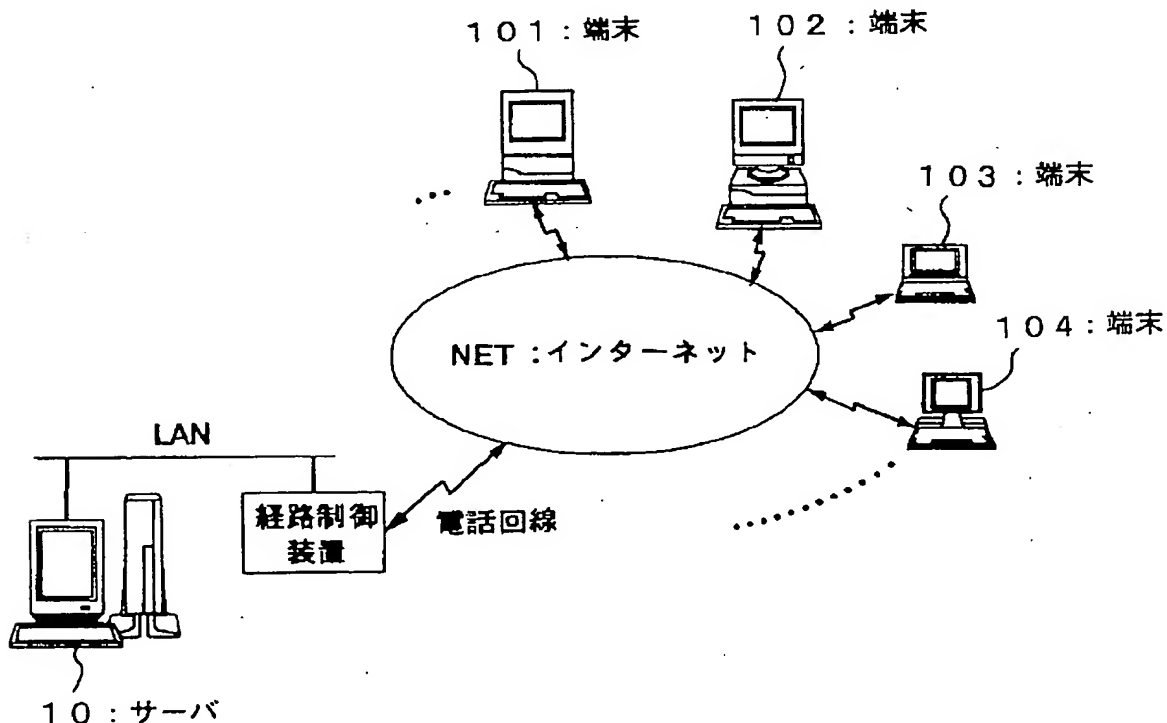 １０１：端末
１０２：端末
１０３：端末
１０４：端末
NET：インターネット
LAN
経路制御
装置
電話回線
１０：サーバ